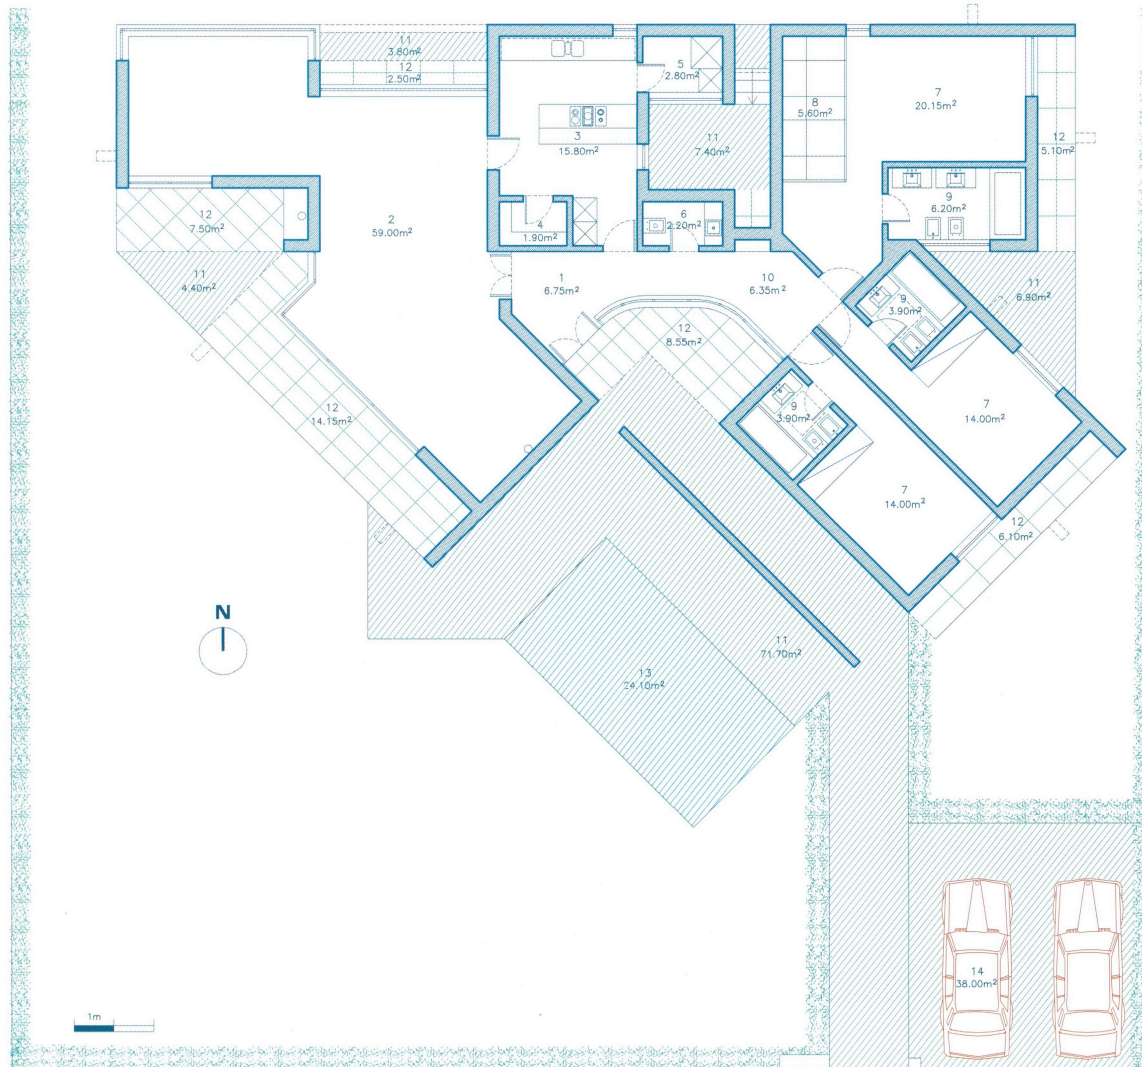 11
3.80m²
12
2.50m²
5
2.80m²
3
15.80m²
11
7.40m²
8
5.60m²
7
20.15m²
12
5.10m²
12
7.50m²
2
59.00m²
4
1.90m²
6
2.20m²
9
6.20m²
11
4.40m²
1
6.75m²
10
6.35m²
11
6.90m²
9
3.90m²
12
8.55m²
12
14.15m²
9
3.90m²
7
14.00m²
7
14.00m²
12
6.10m²
N
11
71.70m²
13
24.10m²
14
38.00m²
1m